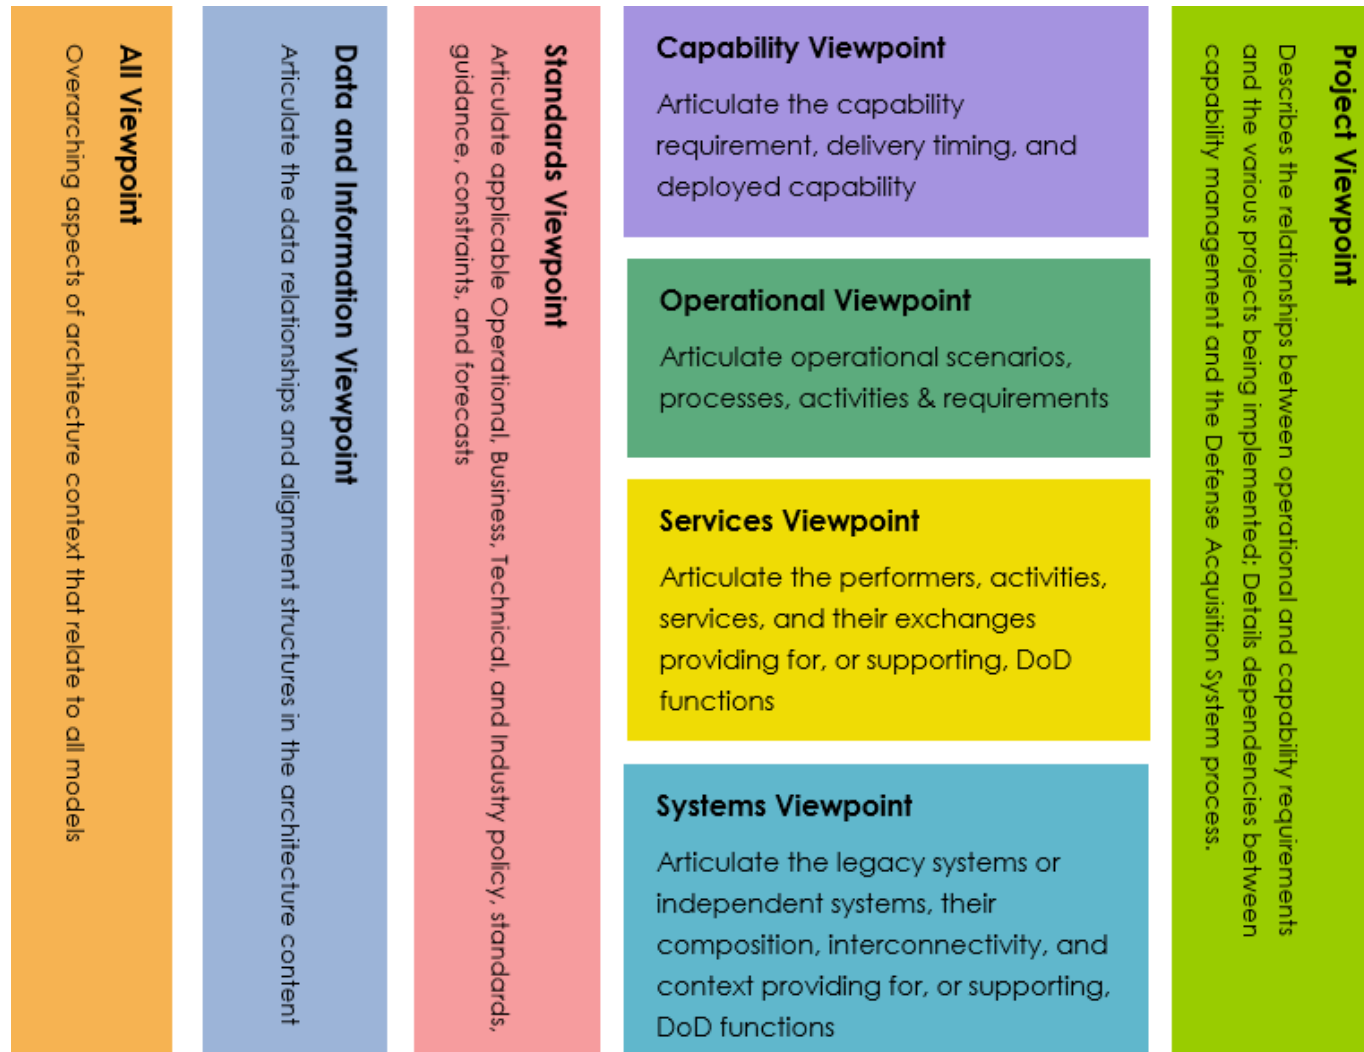 All Viewpoint
Overarching aspects of architecture context that relate to all models
Data and Information Viewpoint
Articulate the data relationships and alignment structures in the architecture content
Standards Viewpoint
Articulate applicable Operational, Business, Technical, and Industry policy, standards,
guidance, constraints, and forecasts
Capability Viewpoint
Articulate the capability
requirement, delivery timing, and
deployed capability
Operational Viewpoint
Articulate operational scenarios,
processes, activities & requirements
Services Viewpoint
Articulate the performers, activities,
services, and their exchanges
providing for, or supporting, DoD
functions
Systems Viewpoint
Articulate the legacy systems or
independent systems, their
composition, interconnectivity, and
context providing for, or supporting,
DoD functions
Project Viewpoint
Describes the relationships between operational and capability requirements
and the various projects being implemented; Details dependencies between
capability management and the Defense Acquisition System process.